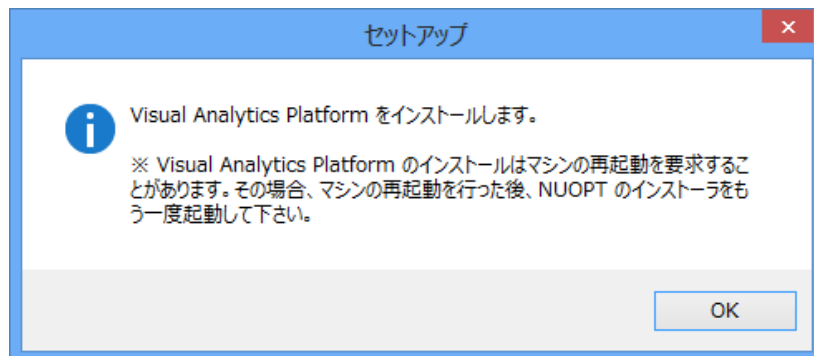 セットアップ
Visual Analytics Platform をインストールします。
※ Visual Analytics Platform のインストールはマシンの再起動を要求するこ
とがあります。その場合、マシンの再起動を行った後、NUOPT のインストーラをも
う一度起動して下さい。
OK